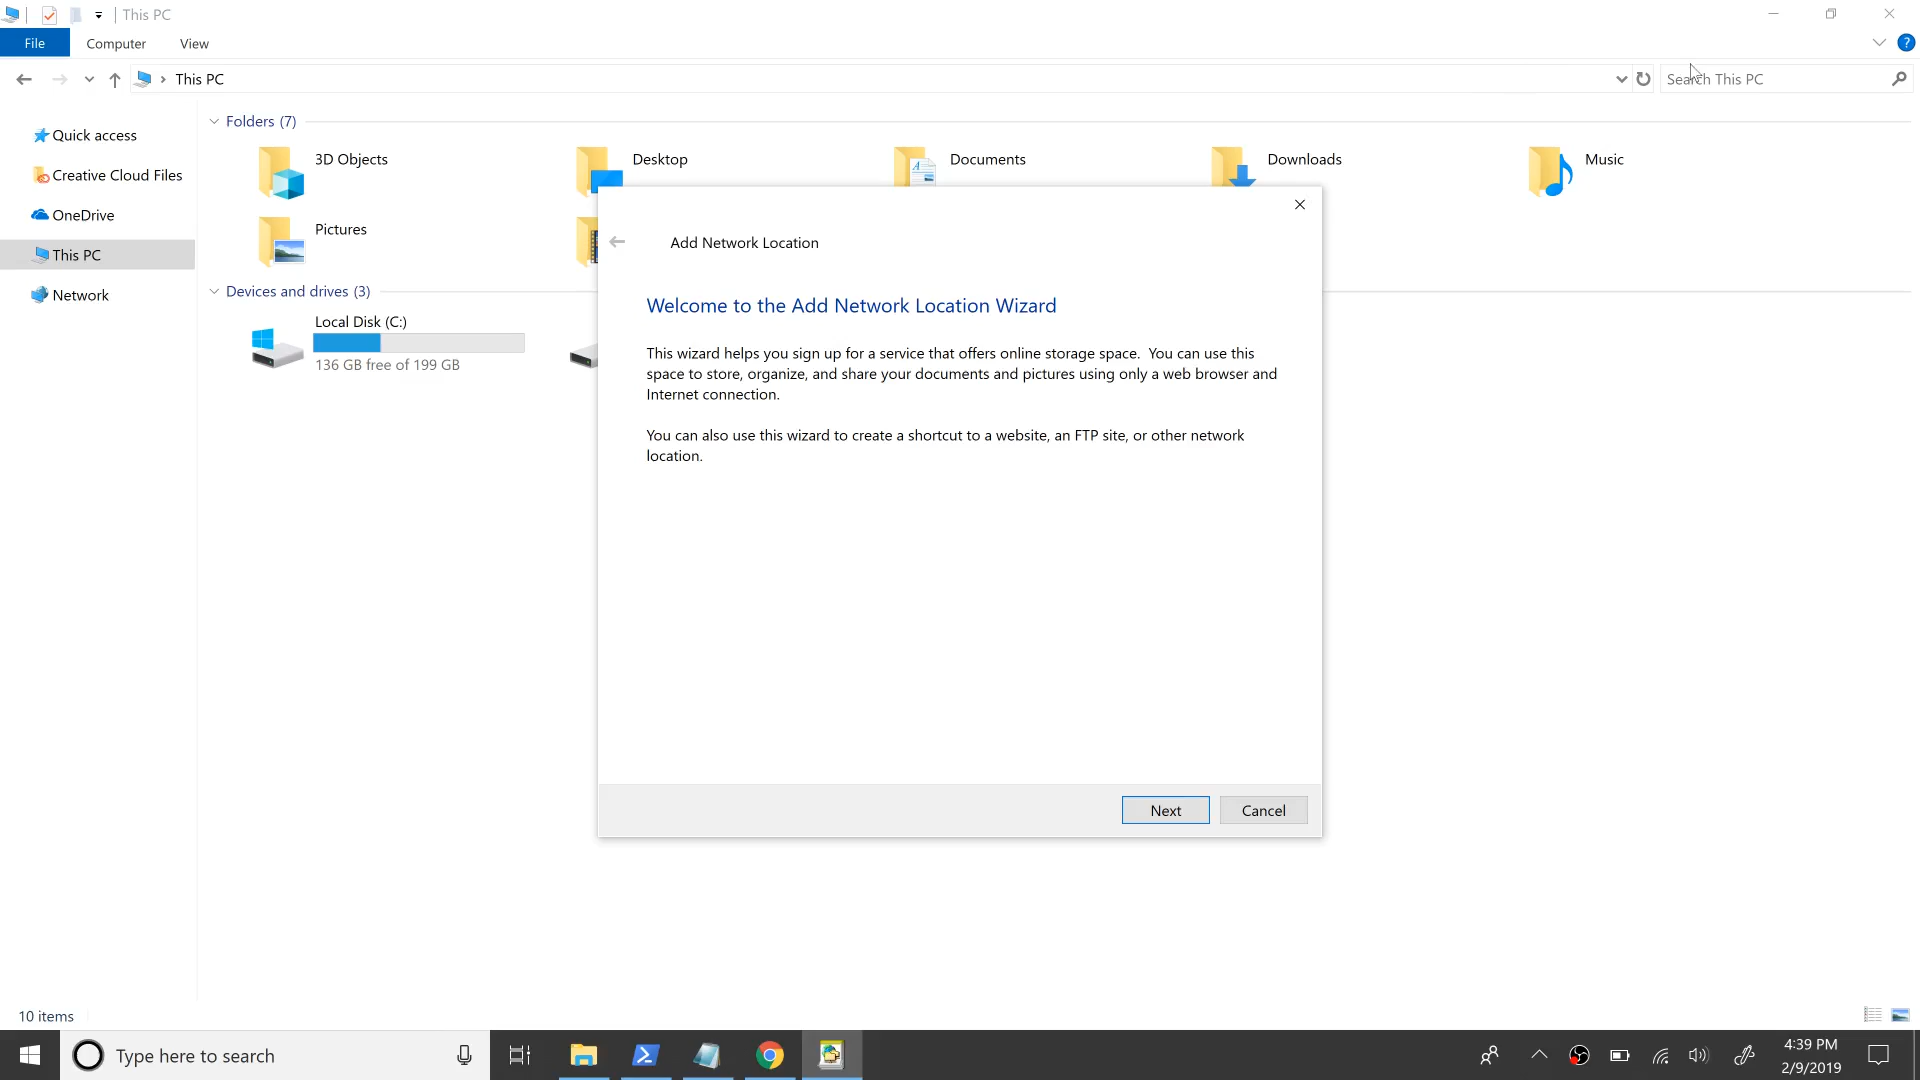 This PC
File
Computer
View
This PC
Search This PC
Quick access
Creative Cloud Files
OneDrive
This PC
Network
Folders (7)
3D Objects
Desktop
Documents
Downloads
Music
Pictures
Devices and drives (3)
Local Disk (C:)
136 GB free of 199 GB
Add Network Location
Welcome to the Add Network Location Wizard
This wizard helps you sign up for a service that offers online storage space.  You can use this
space to store, organize, and share your documents and pictures using only a web browser and
Internet connection.
You can also use this wizard to create a shortcut to a website, an FTP site, or other network
location.
Next
Cancel
10 items
Type here to search
4:39 PM
2/9/2019